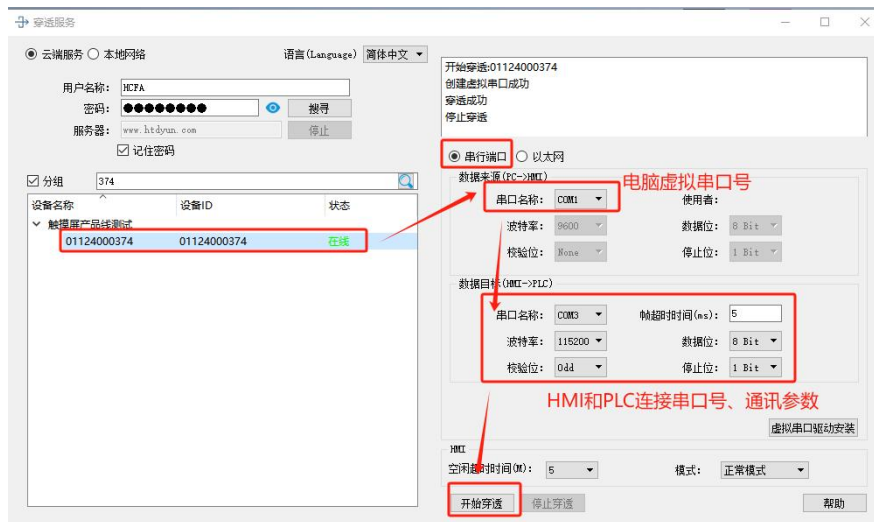 穿透服务
云端服务 本地网络 语言(Language) 简体中文
用户名称: HCFA
密码: ●●●●●●●● 搜寻
服务器: www.htdyun.com 停止
记住密码
分组 374
设备名称 设备ID 状态
触摸屏产品线测试
01124000374 01124000374 在线
开始穿透:01124000374
创建虚拟串口成功
穿透成功
停止穿透
串行端口 以太网
数据来源(PC->HMI)
电脑虚拟串口号
串口名称: COM1 使用者:
波特率: 9600 数据位: 8 Bit
校验位: None 停止位: 1 Bit
数据目标(HMI->PLC)
串口名称: COM3 帧超时时间(ms): 5
波特率: 115200 数据位: 8 Bit
校验位: Odd 停止位: 1 Bit
HMI和PLC连接串口号、通讯参数
虚拟串口驱动安装
HMI
空闲超时时间(M): 5 模式: 正常模式
开始穿透 停止穿透 帮助